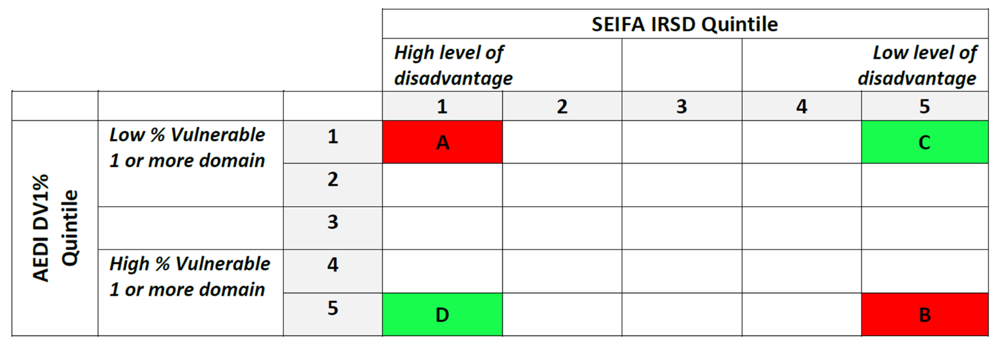 SEIFA IRSD Quintile
High level of
disadvantage
Low level of
disadvantage
1 2 3 4 5
AEDI DV1%
Quintile
Low % Vulnerable
1 or more domain
1 A C
2
3
High % Vulnerable
1 or more domain
4
5 D B